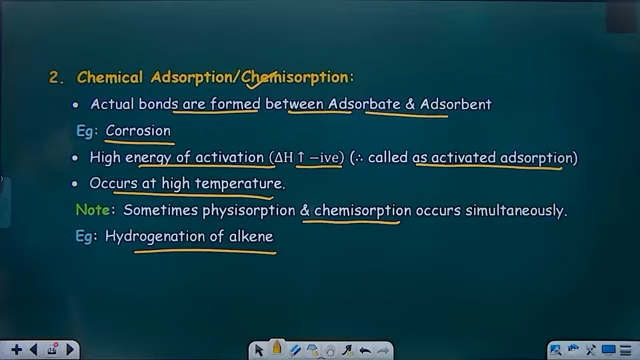 2. Chemical Adsorption/Chemisorption:
• Actual bonds are formed between Adsorbate & Adsorbent
Eg: Corrosion
• High energy of activation (ΔH ↑ −ive) (∴ called as activated adsorption)
• Occurs at high temperature.
Note: Sometimes physisorption & chemisorption occurs simultaneously.
Eg: Hydrogenation of alkene